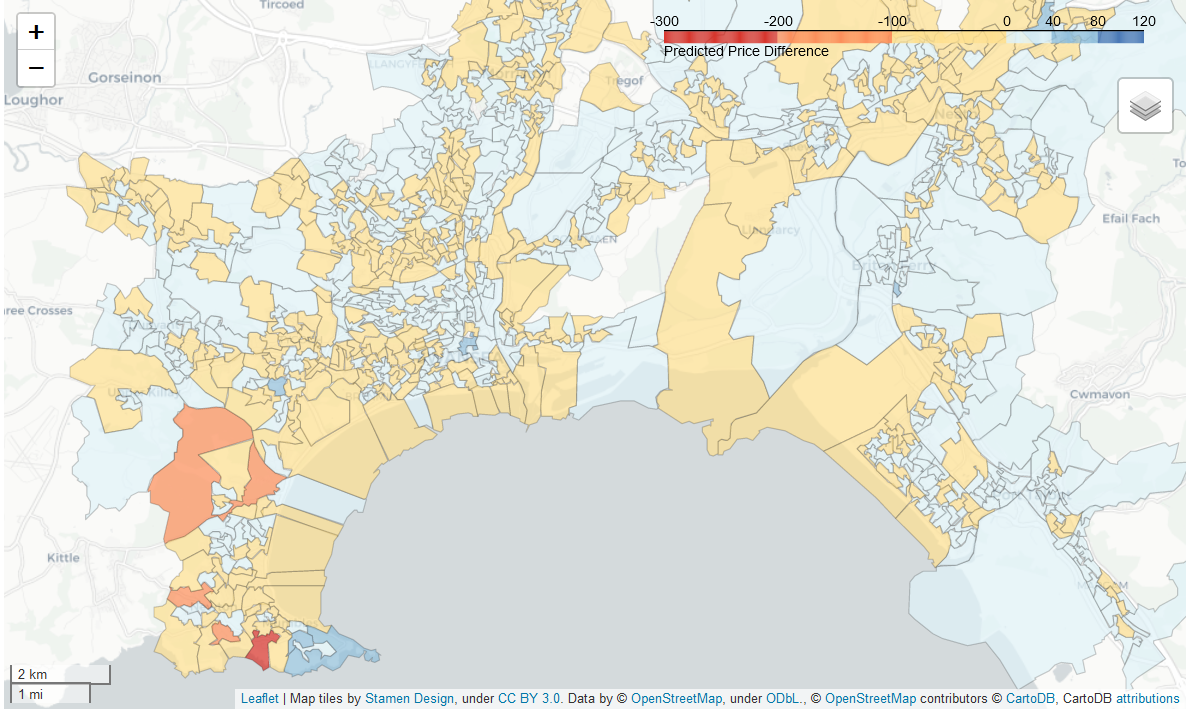 Tircoed
-300 -200 -100 0 40 80 120
+
Predicted Price Difference
−
Gorseinon
Tregof
Loughor
Efail Fach
Llandarcy
ree Crosses
Cwmavon
Kittle
2 km
1 mi
Leaflet | Map tiles by Stamen Design, under CC BY 3.0. Data by © OpenStreetMap, under ODbL., © OpenStreetMap contributors © CartoDB, CartoDB attributions